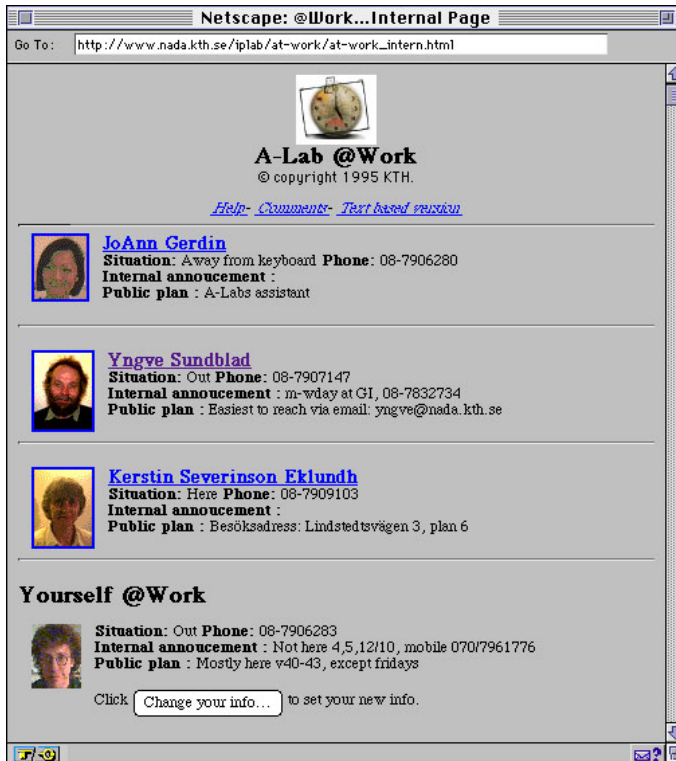 Netscape: @Work...Internal Page
Go To: http://www.nada.kth.se/iplab/at-work/at-work_intern.html
A-Lab @Work
© copyright 1995 KTH.
Help- Comments- Text based version
JoAnn Gerdin
Situation: Away from keyboard Phone: 08-7906280
Internal annoucement :
Public plan : A-Labs assistant
Yngve Sundblad
Situation: Out Phone: 08-7907147
Internal annoucement : m-wday at GI, 08-7832734
Public plan : Easiest to reach via email: yngve@nada.kth.se
Kerstin Severinson Eklundh
Situation: Here Phone: 08-7909103
Internal annoucement :
Public plan : Besöksadress: Lindstedtsvägen 3, plan 6
Yourself @Work
Situation: Out Phone: 08-7906283
Internal annoucement : Not here 4,5,12/10, mobile 070/7961776
Public plan : Mostly here v40-43, except fridays
Click Change your info... to set your new info.